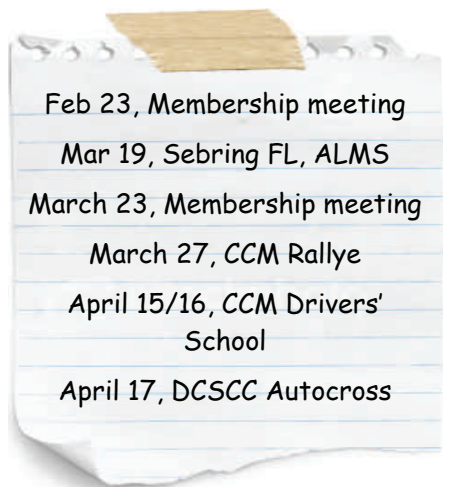 Feb 23, Membership meeting
Mar 19, Sebring FL, ALMS
March 23, Membership meeting
March 27, CCM Rallye
April 15/16, CCM Drivers’
School
April 17, DCSCC Autocross